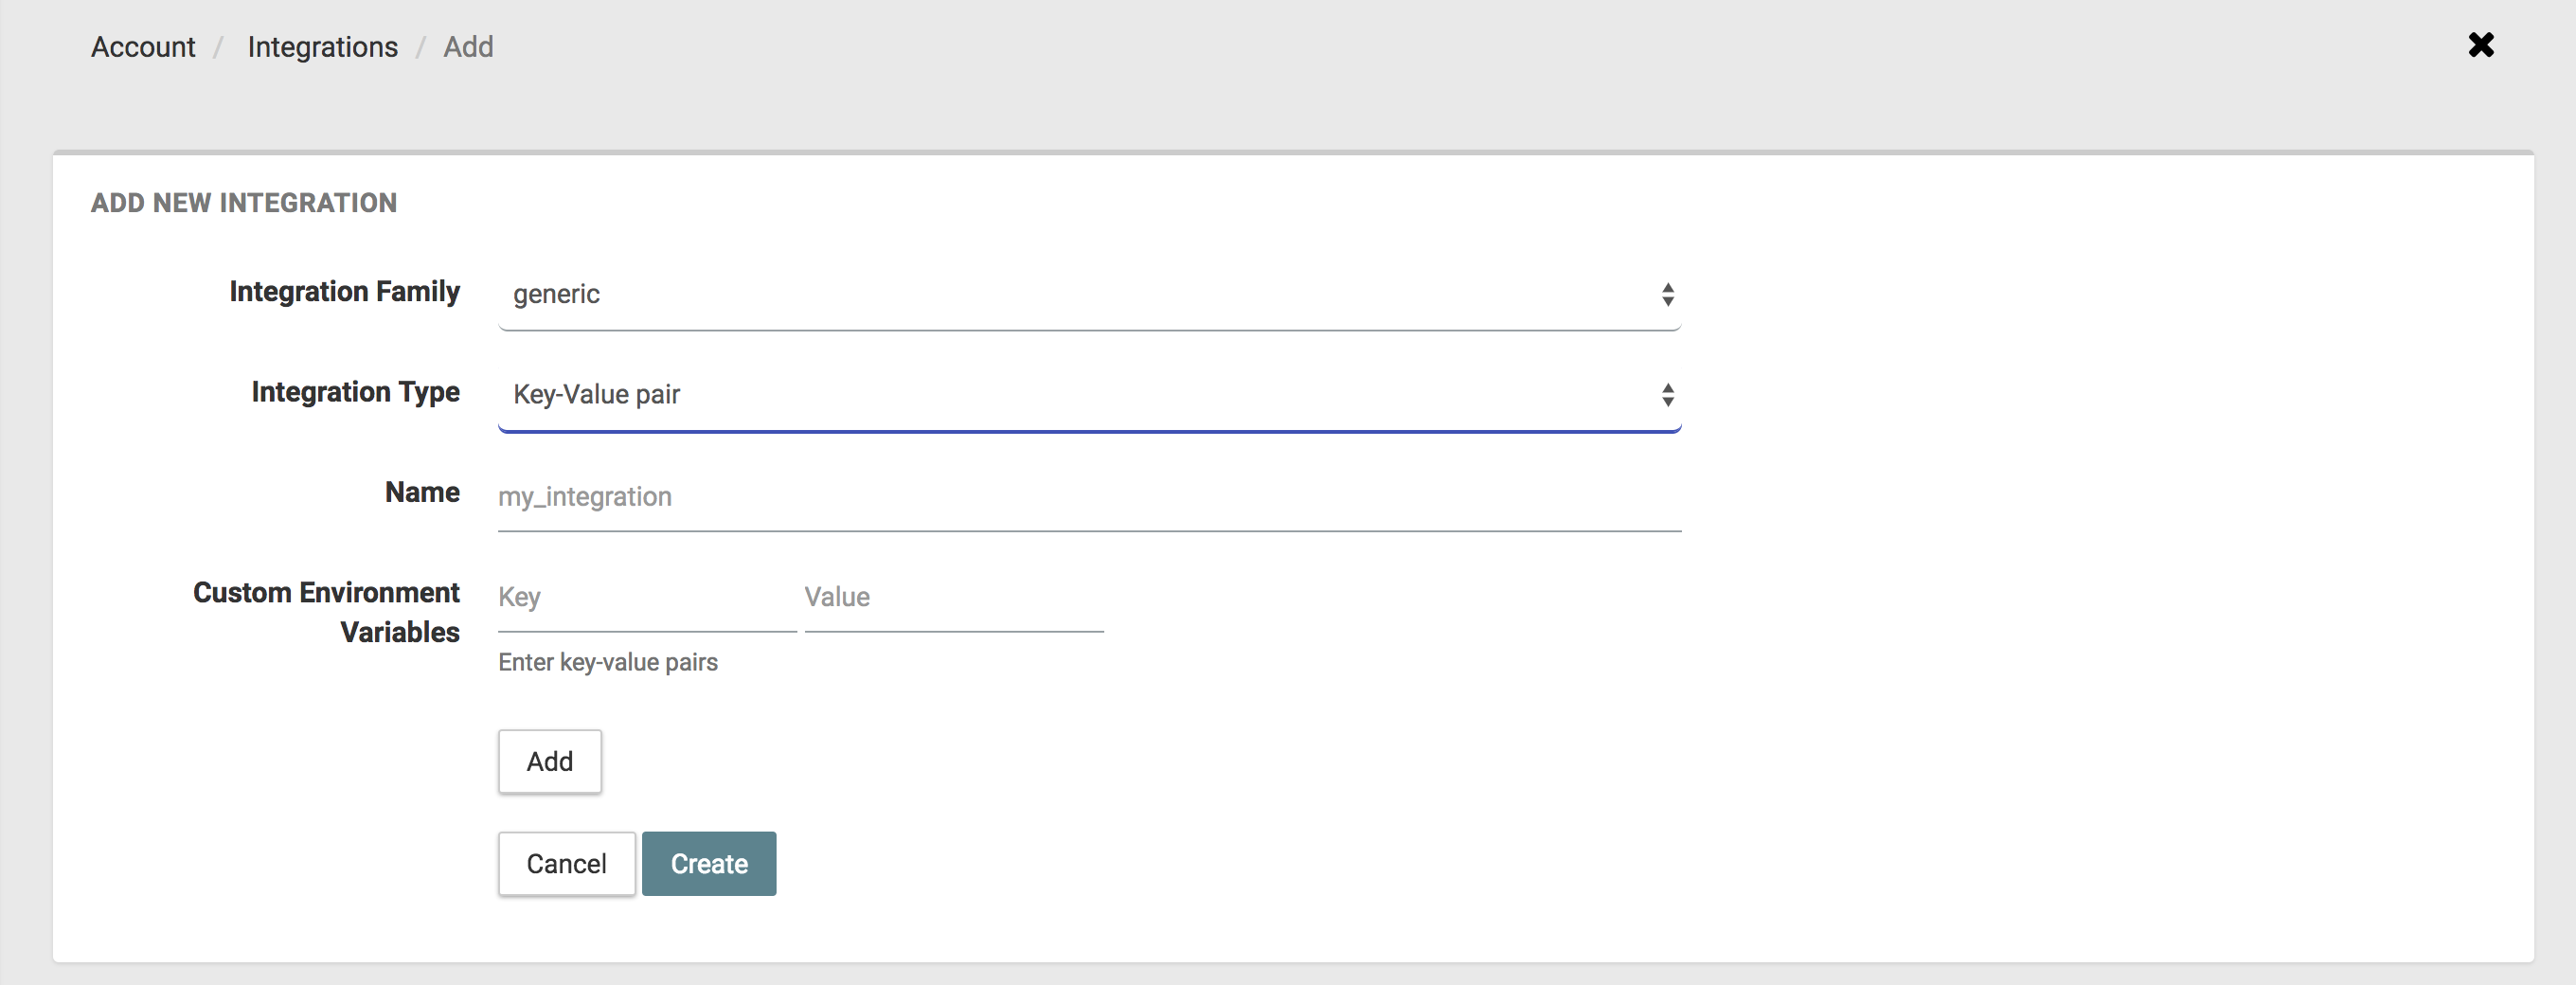 Account / Integrations / Add
ADD NEW INTEGRATION
Integration Family generic
Integration Type Key-Value pair
Name my_integration
Custom Environment Key Value
Variables
Enter key-value pairs
Add
Cancel Create